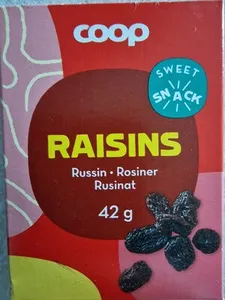 coop
SWEET
SNACK
RAISINS
Russin • Rosiner
Rusinat
42 g